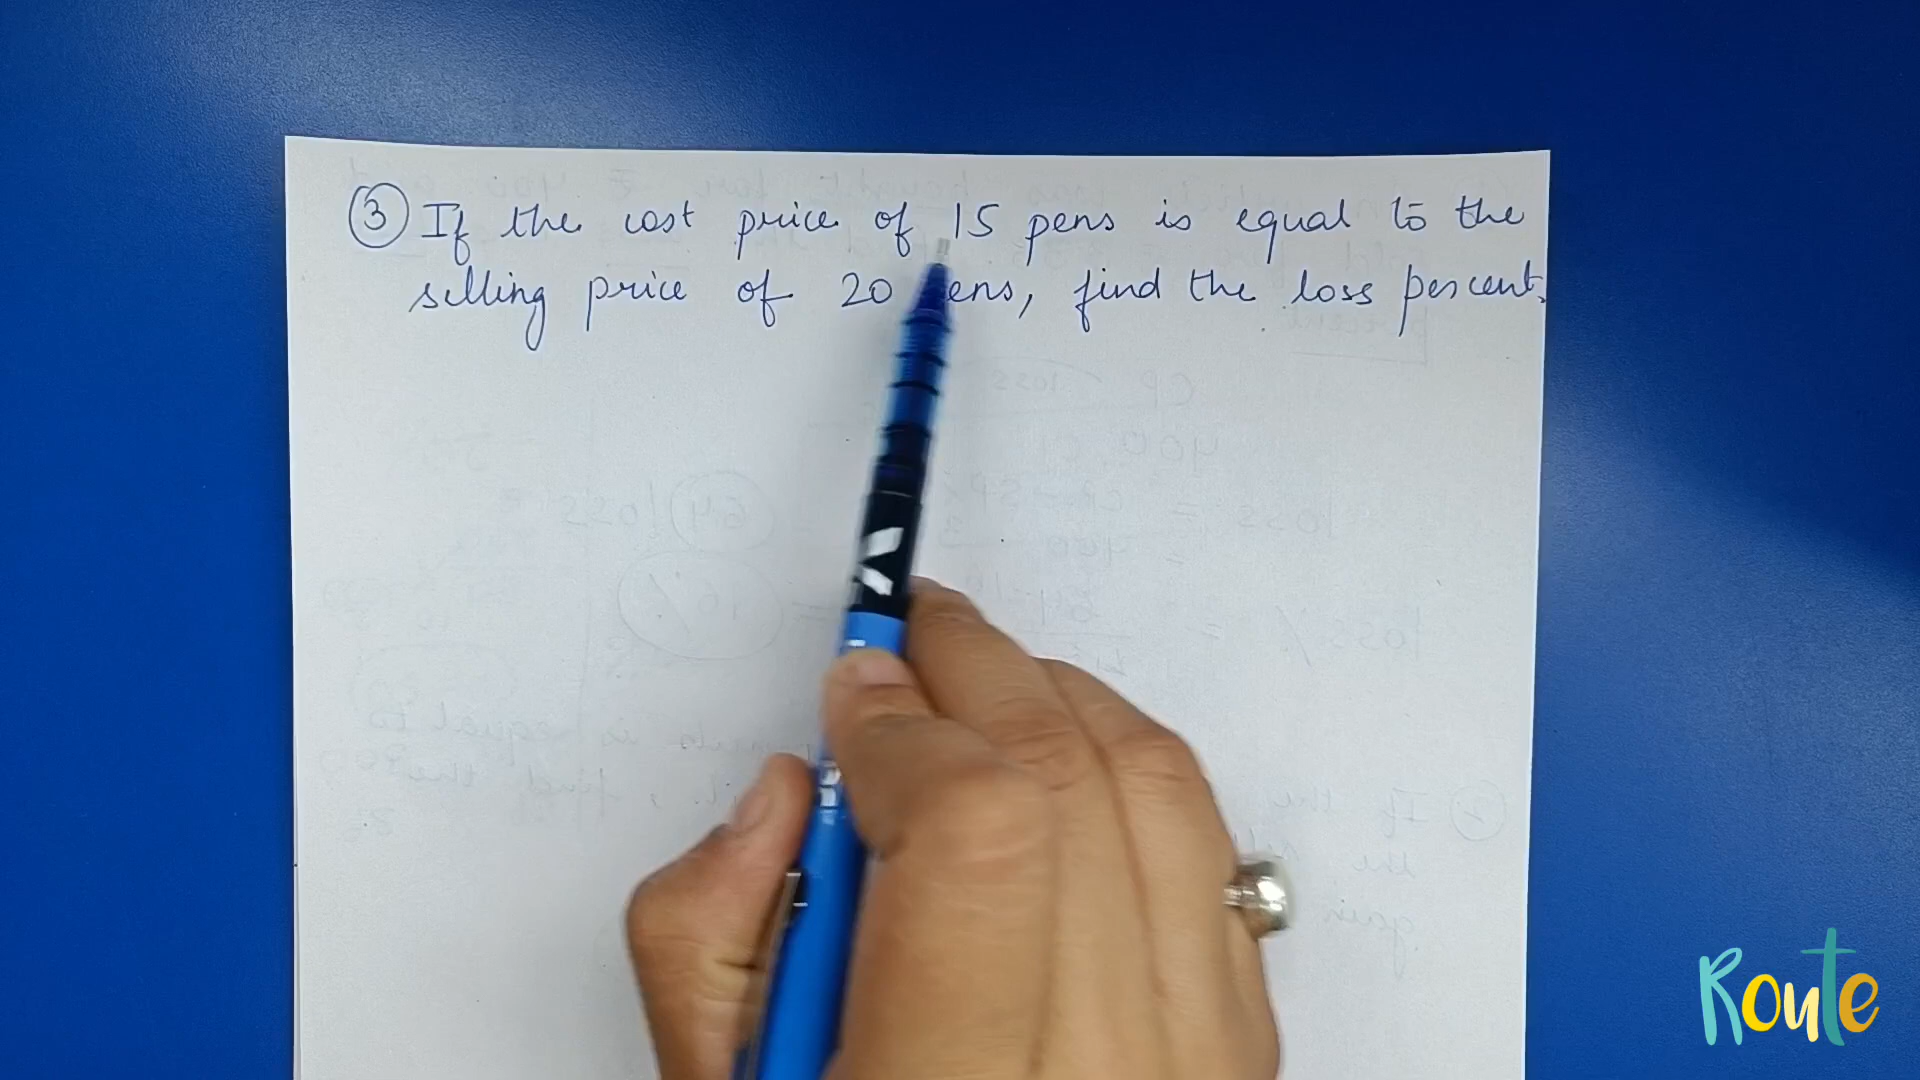 3 If the cost price of 15 pens is equal to the
selling price of 20 ens, find the loss percent.
Route